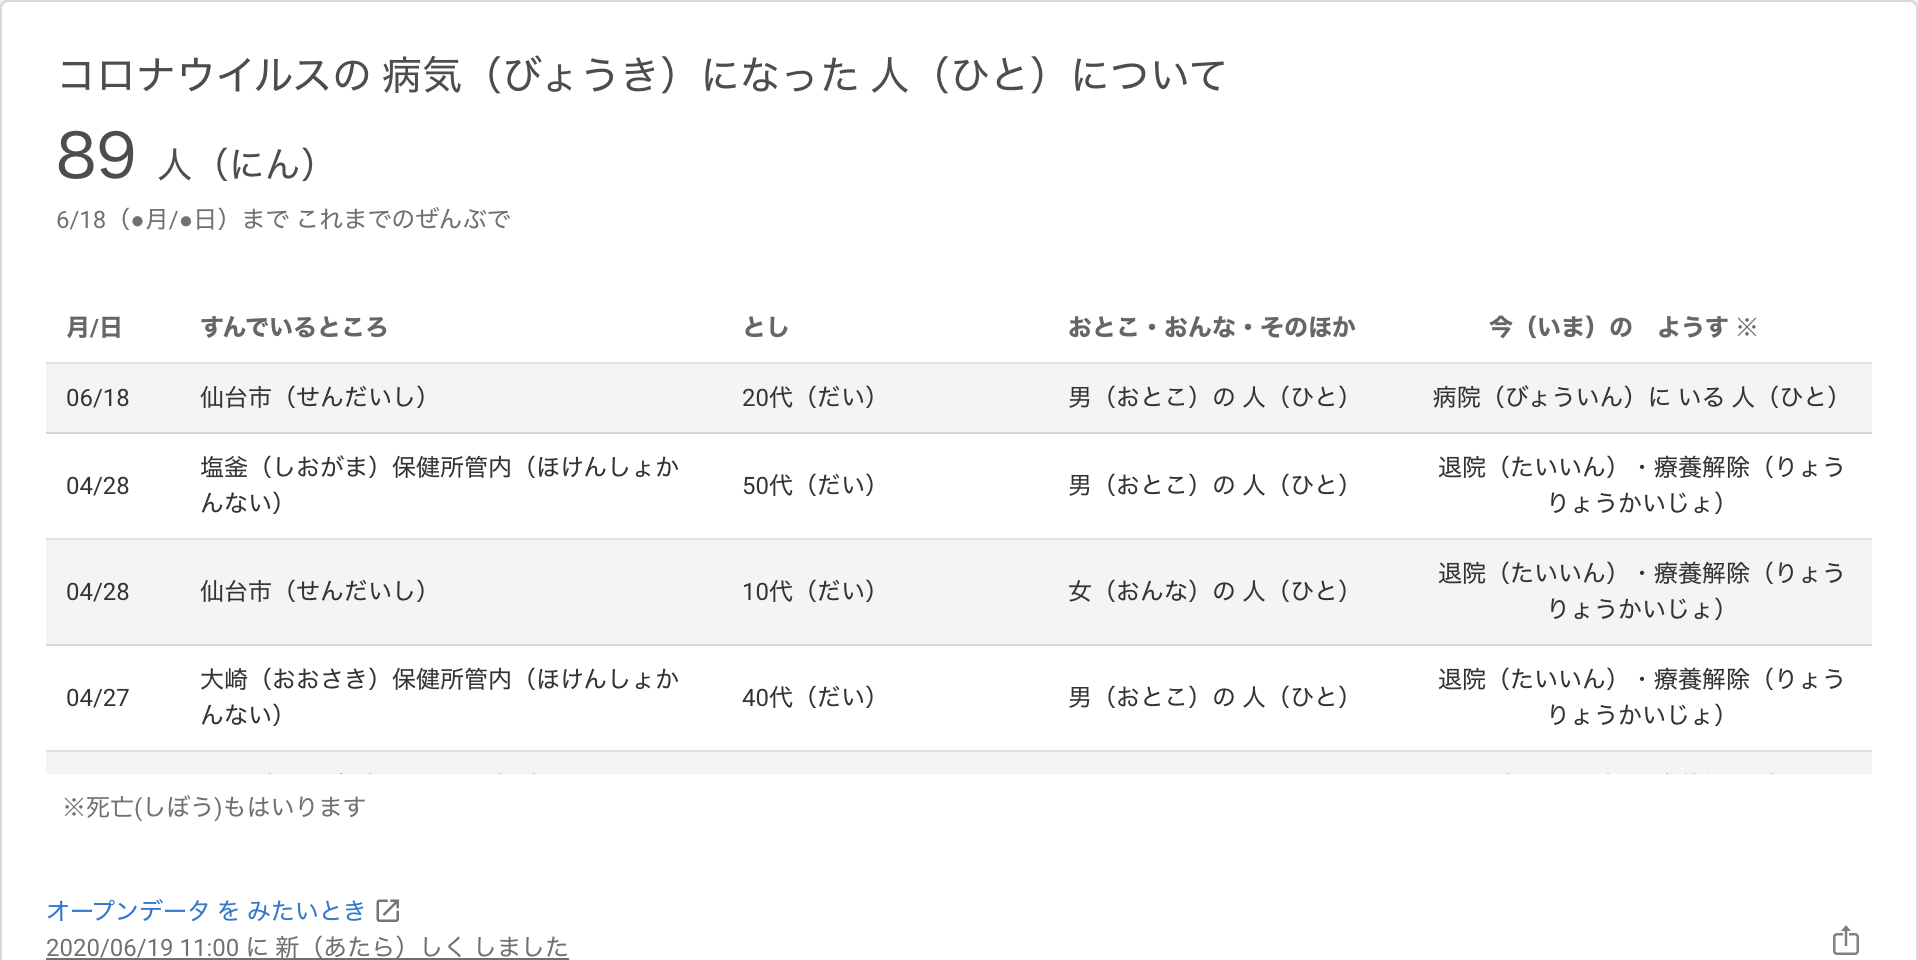 コロナウイルスの 病気（びょうき）になった 人（ひと）について
89 人（にん）
6/18（●月/●日）まで これまでのぜんぶで
月/日 すんでいるところ とし おとこ・おんな・そのほか 今（いま）の　ようす ※
06/18 仙台市（せんだいし） 20代（だい） 男（おとこ）の 人（ひと） 病院（びょういん）に いる 人（ひと）
04/28 塩釜（しおがま）保健所管内（ほけんしょか
んない） 50代（だい） 男（おとこ）の 人（ひと） 退院（たいいん）・療養解除（りょう
りょうかいじょ）
04/28 仙台市（せんだいし） 10代（だい） 女（おんな）の 人（ひと） 退院（たいいん）・療養解除（りょう
りょうかいじょ）
04/27 大崎（おおさき）保健所管内（ほけんしょか
んない） 40代（だい） 男（おとこ）の 人（ひと） 退院（たいいん）・療養解除（りょう
りょうかいじょ）
※死亡(しぼう)もはいります
オープンデータ を みたいとき
2020/06/19 11:00 に 新（あたら）しく しました